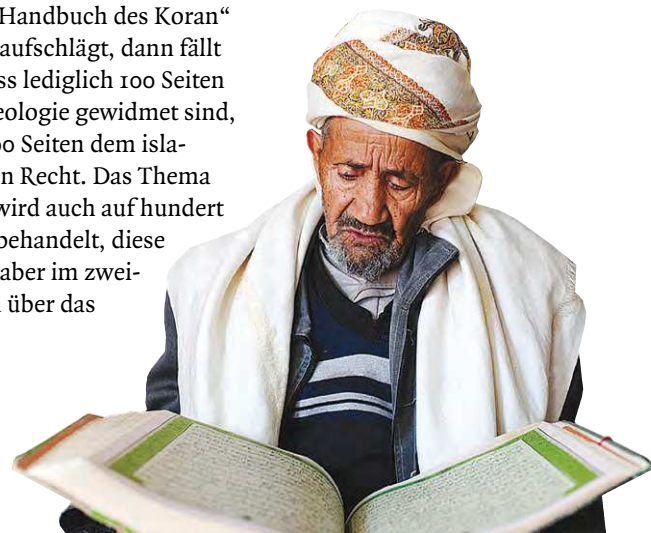 Handbuch des Koran“
aufschlägt, dann fällt
ss lediglich 100 Seiten
eologie gewidmet sind,
00 Seiten dem isla-
n Recht. Das Thema
wird auch auf hundert
behandelt, diese
aber im zwei-
über das